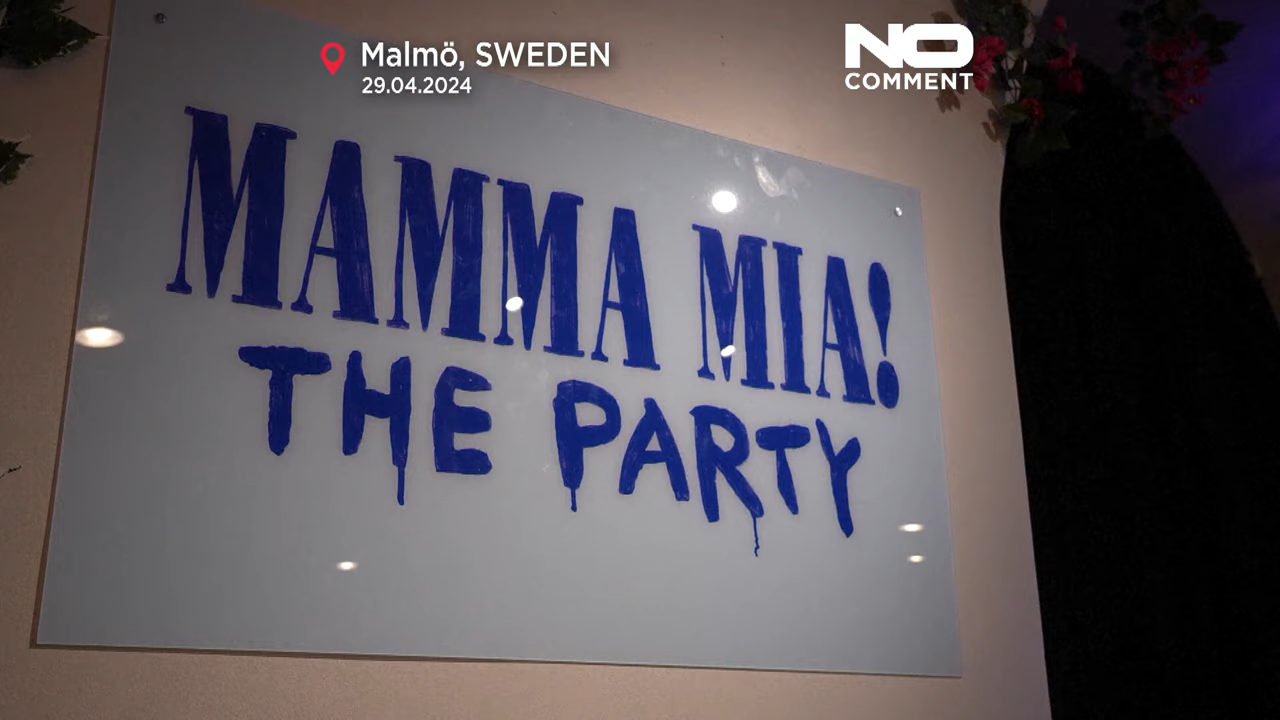 Malmö, SWEDEN
29.04.2024
NO
COMMENT
MAMMA MIA!
THE PARTY